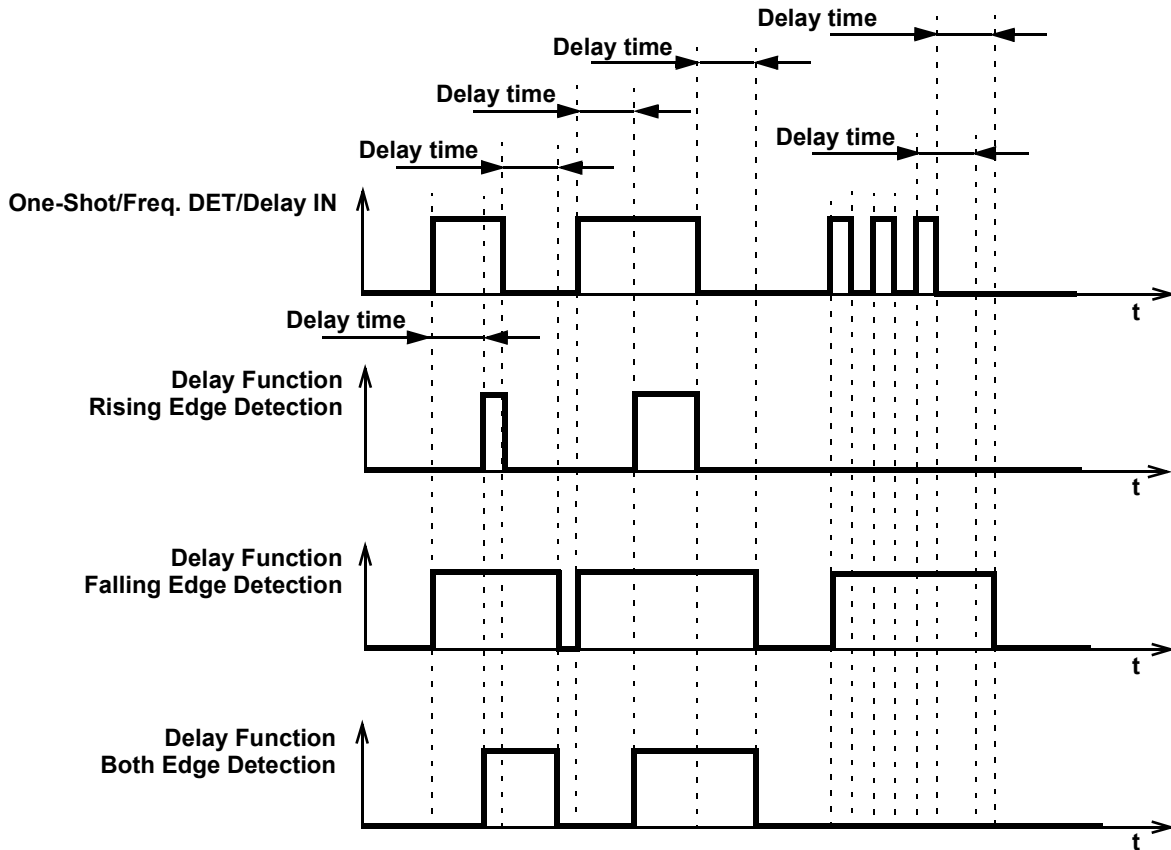 Delay time
Delay time
Delay time
Delay time
Delay time
One-Shot/Freq. DET/Delay IN
t
Delay time
Delay Function
Rising Edge Detection
t
Delay Function
Falling Edge Detection
t
Delay Function
Both Edge Detection
t